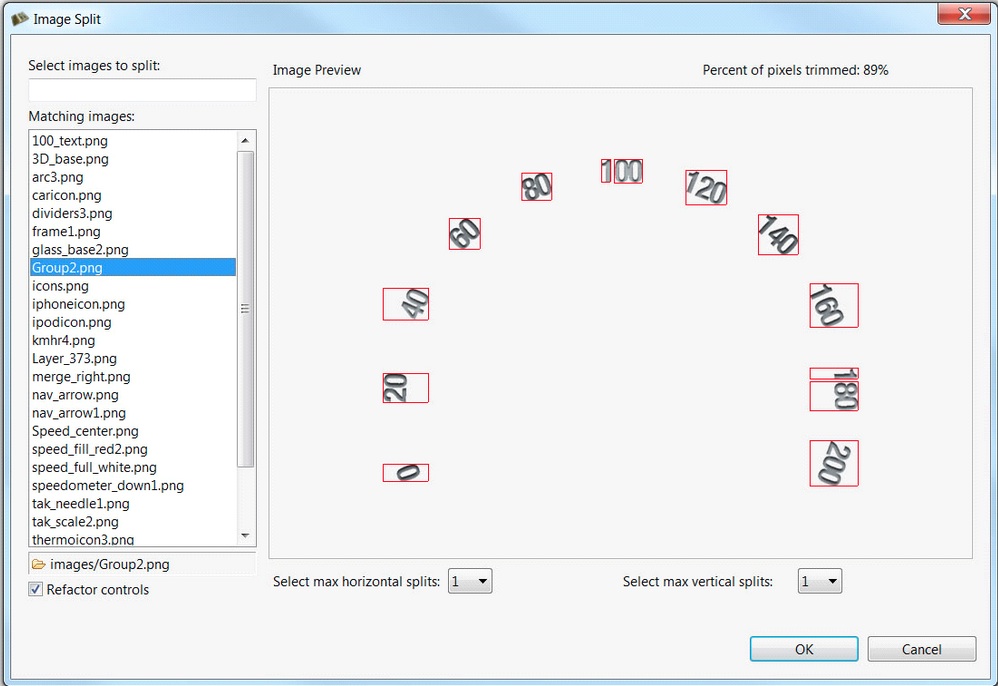 Image Split
Select images to split:
Image Preview
Percent of pixels trimmed: 89%
Matching images:
100_text.png
3D_base.png
arc3.png
caricon.png
dividers3.png
frame1.png
glass_base2.png
Group2.png
icons.png
iphoneicon.png
ipodicon.png
kmhr4.png
Layer_373.png
merge_right.png
nav_arrow.png
nav_arrow1.png
Speed_center.png
speed_fill_red2.png
speed_full_white.png
speedometer_down1.png
tak_needle1.png
tak_scale2.png
thermoicon3.png
images/Group2.png
Refactor controls
0
20
40
60
80
100
120
140
160
180
200
Select max horizontal splits: 1
Select max vertical splits: 1
OK
Cancel